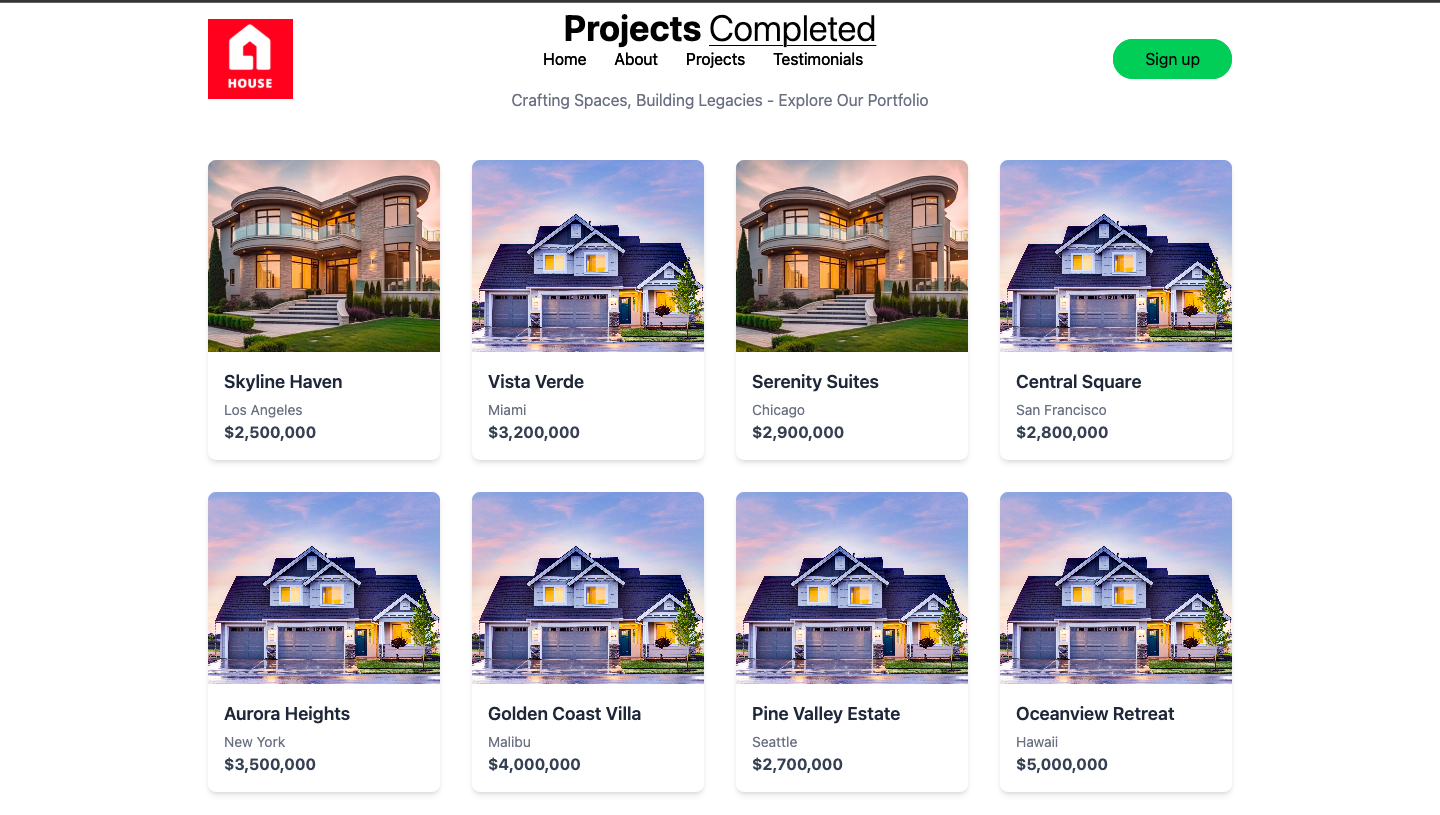 HOUSE
Projects Completed
Home About Projects Testimonials
Sign up
Crafting Spaces, Building Legacies - Explore Our Portfolio
Skyline Haven
Los Angeles
$2,500,000
Vista Verde
Miami
$3,200,000
Serenity Suites
Chicago
$2,900,000
Central Square
San Francisco
$2,800,000
Aurora Heights
New York
$3,500,000
Golden Coast Villa
Malibu
$4,000,000
Pine Valley Estate
Seattle
$2,700,000
Oceanview Retreat
Hawaii
$5,000,000